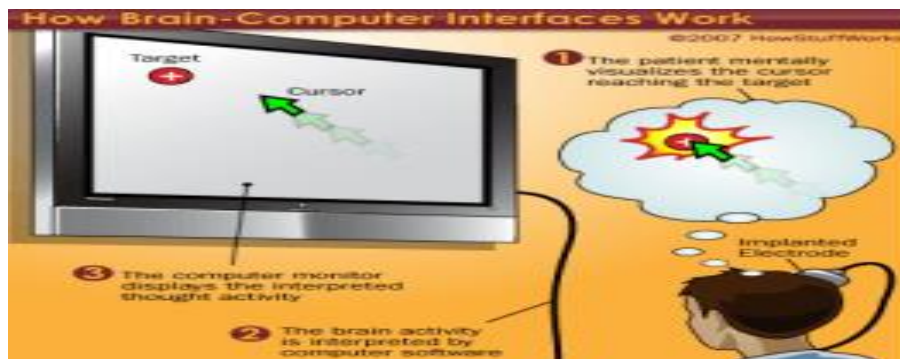 How Brain-Computer Interfaces Work
©2007 HowStuffWorks
Target
Cursor
1 The patient mentally
visualizes the cursor
reaching the target
Implanted
Electrode
3 The computer monitor
displays the interpreted
thought activity
2 The brain activity
is interpreted by
computer software